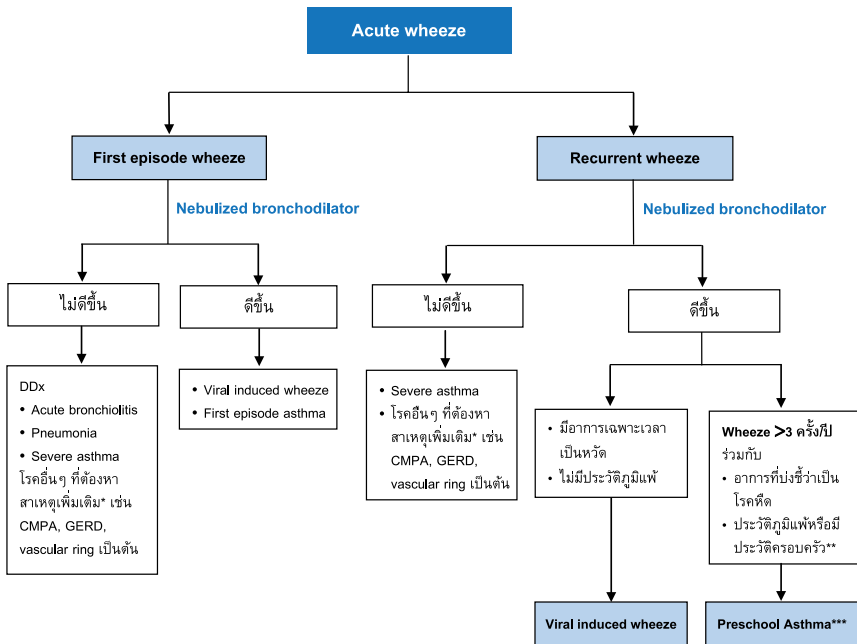 Acute wheeze
First episode wheeze
Recurrent wheeze
Nebulized bronchodilator
Nebulized bronchodilator
ไม่ดีขึ้น
ดีขึ้น
ไม่ดีขึ้น
ดีขึ้น
DDx
• Acute bronchiolitis
• Pneumonia
• Severe asthma
โรคอื่นๆ ที่ต้องหา
สาเหตุเพิ่มเติม* เช่น
CMPA, GERD,
vascular ring เป็นต้น
• Viral induced wheeze
• First episode asthma
• Severe asthma
• โรคอื่นๆ ที่ต้องหา
สาเหตุเพิ่มเติม* เช่น
CMPA, GERD,
vascular ring เป็นต้น
• มีอาการเฉพาะเวลา
เป็นหวัด
• ไม่มีประวัติภูมิแพ้
Wheeze >3 ครั้ง/ปี
ร่วมกับ
• อาการที่บ่งชี้ว่าเป็น
โรคหืด
• ประวัติภูมิแพ้หรือมี
ประวัติครอบครัว**
Viral induced wheeze
Preschool Asthma***